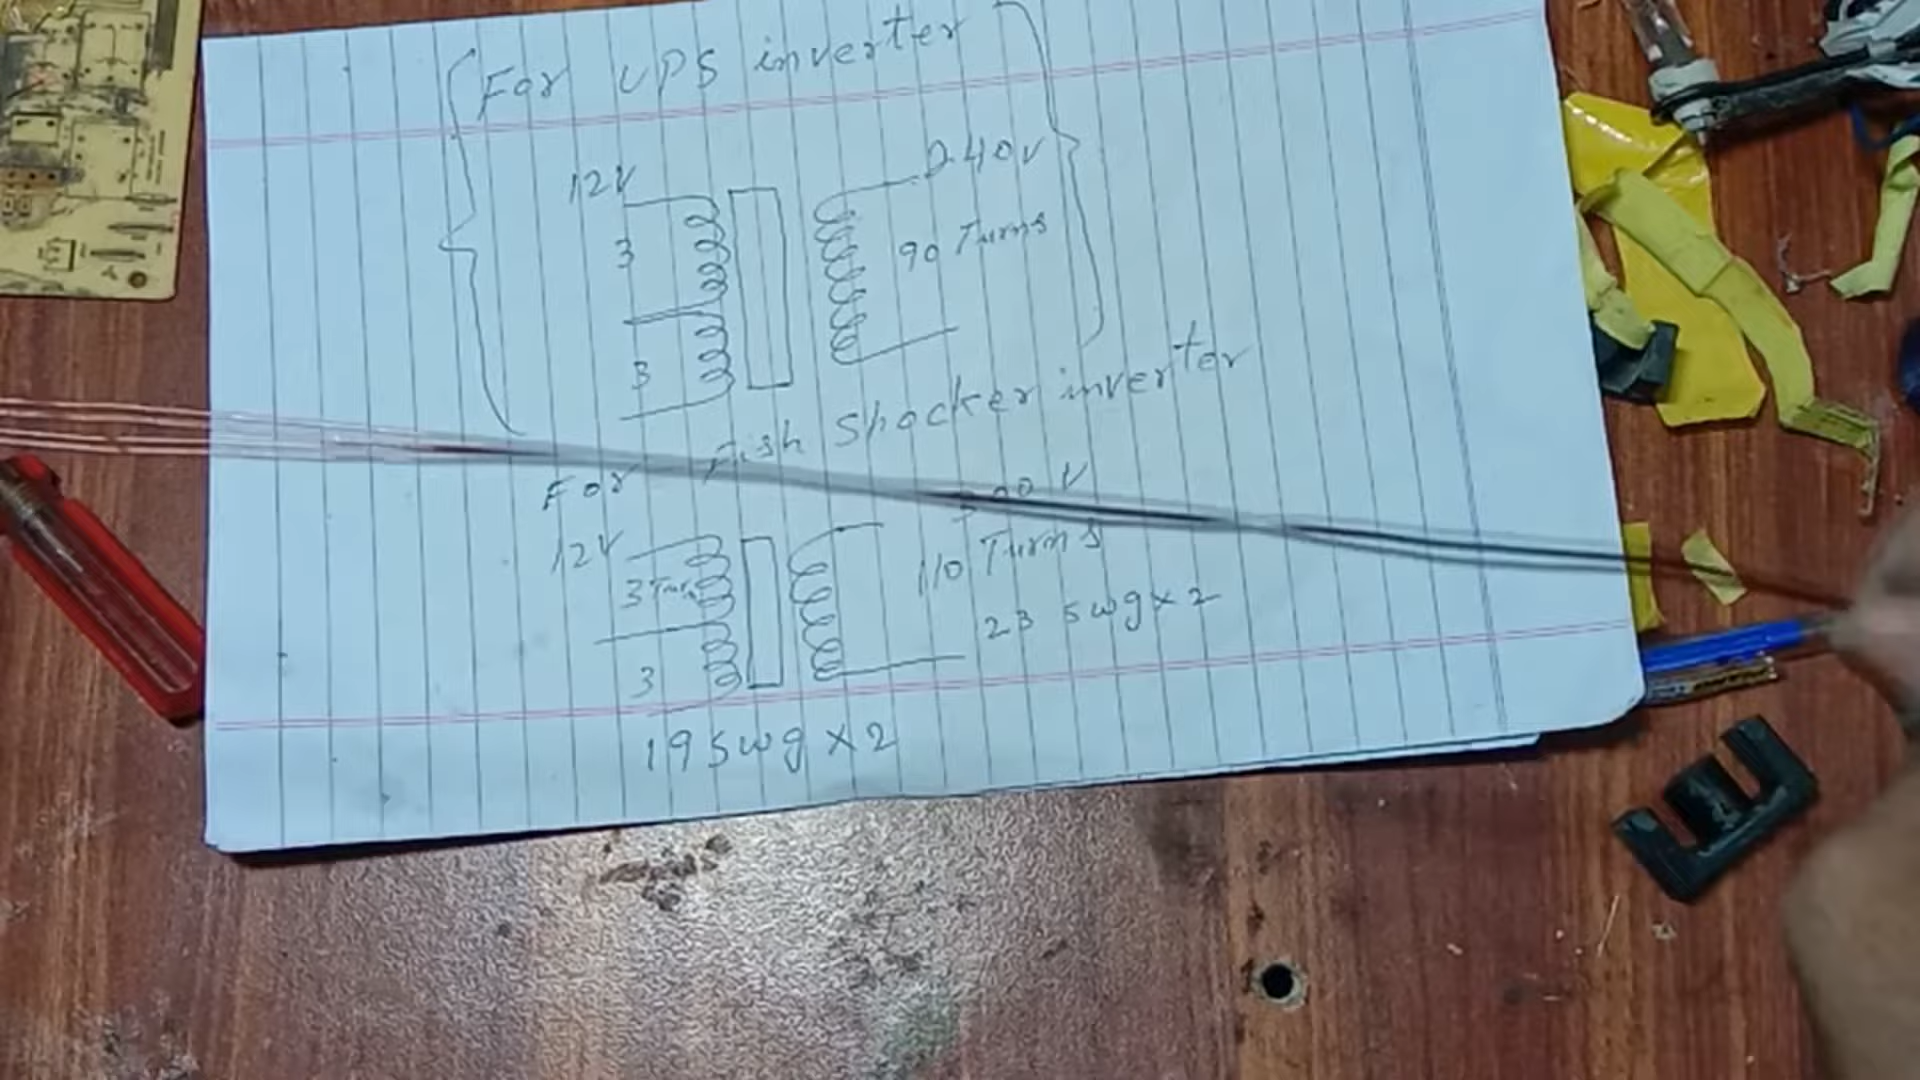 For UPS inverter
12V
240V
3
90 Turns
3
For Fish Shocker inverter
12V
3 Turn
110 Turns
23 swg x 2
3
19 swg x 2